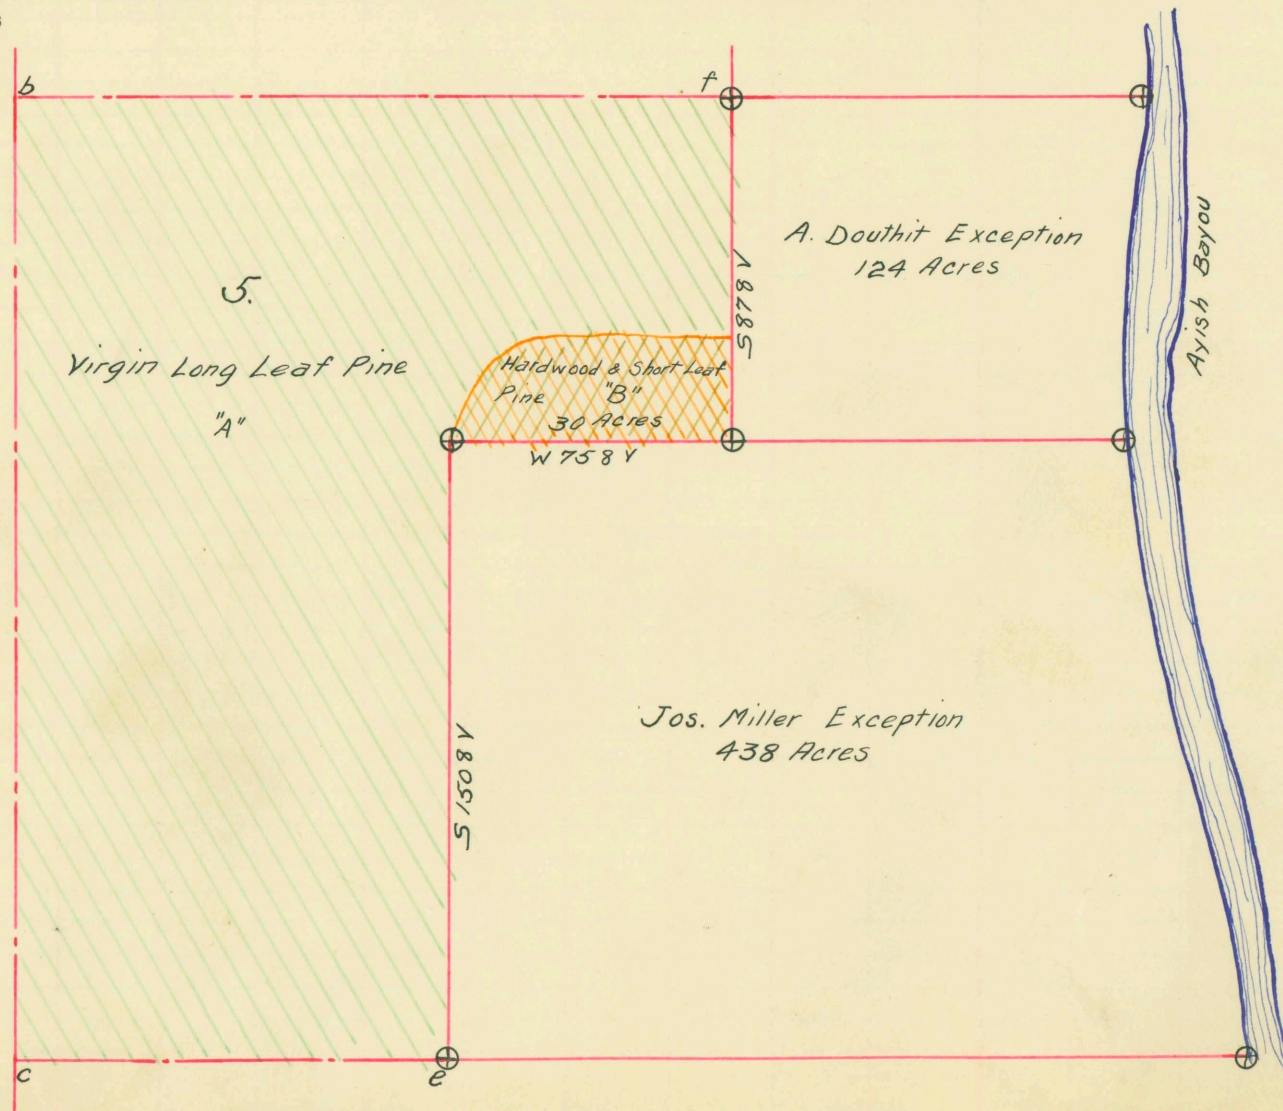 b
f
A. Douthit Exception
124 Acres
Ayish Bayou
S 878 V
5.
Virgin Long Leaf Pine
"A"
Hardwood & Short Leaf
Pine "B"
30 Acres
W 758 V
S 1508 V
Jos. Miller Exception
438 Acres
c
e